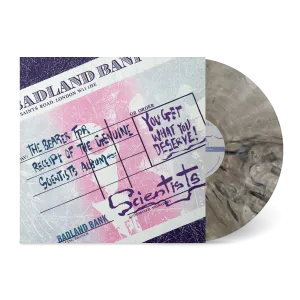 BADLAND BANK
SAINTS ROAD, LONDON W11 1HE
OR ORDER
THE BEARER FOR
RECEIPT OF THE GENUINE
SCIENTISTS ALBUM
YOU GET
WHAT YOU
DESERVE!
Scientists
BADLAND BANK